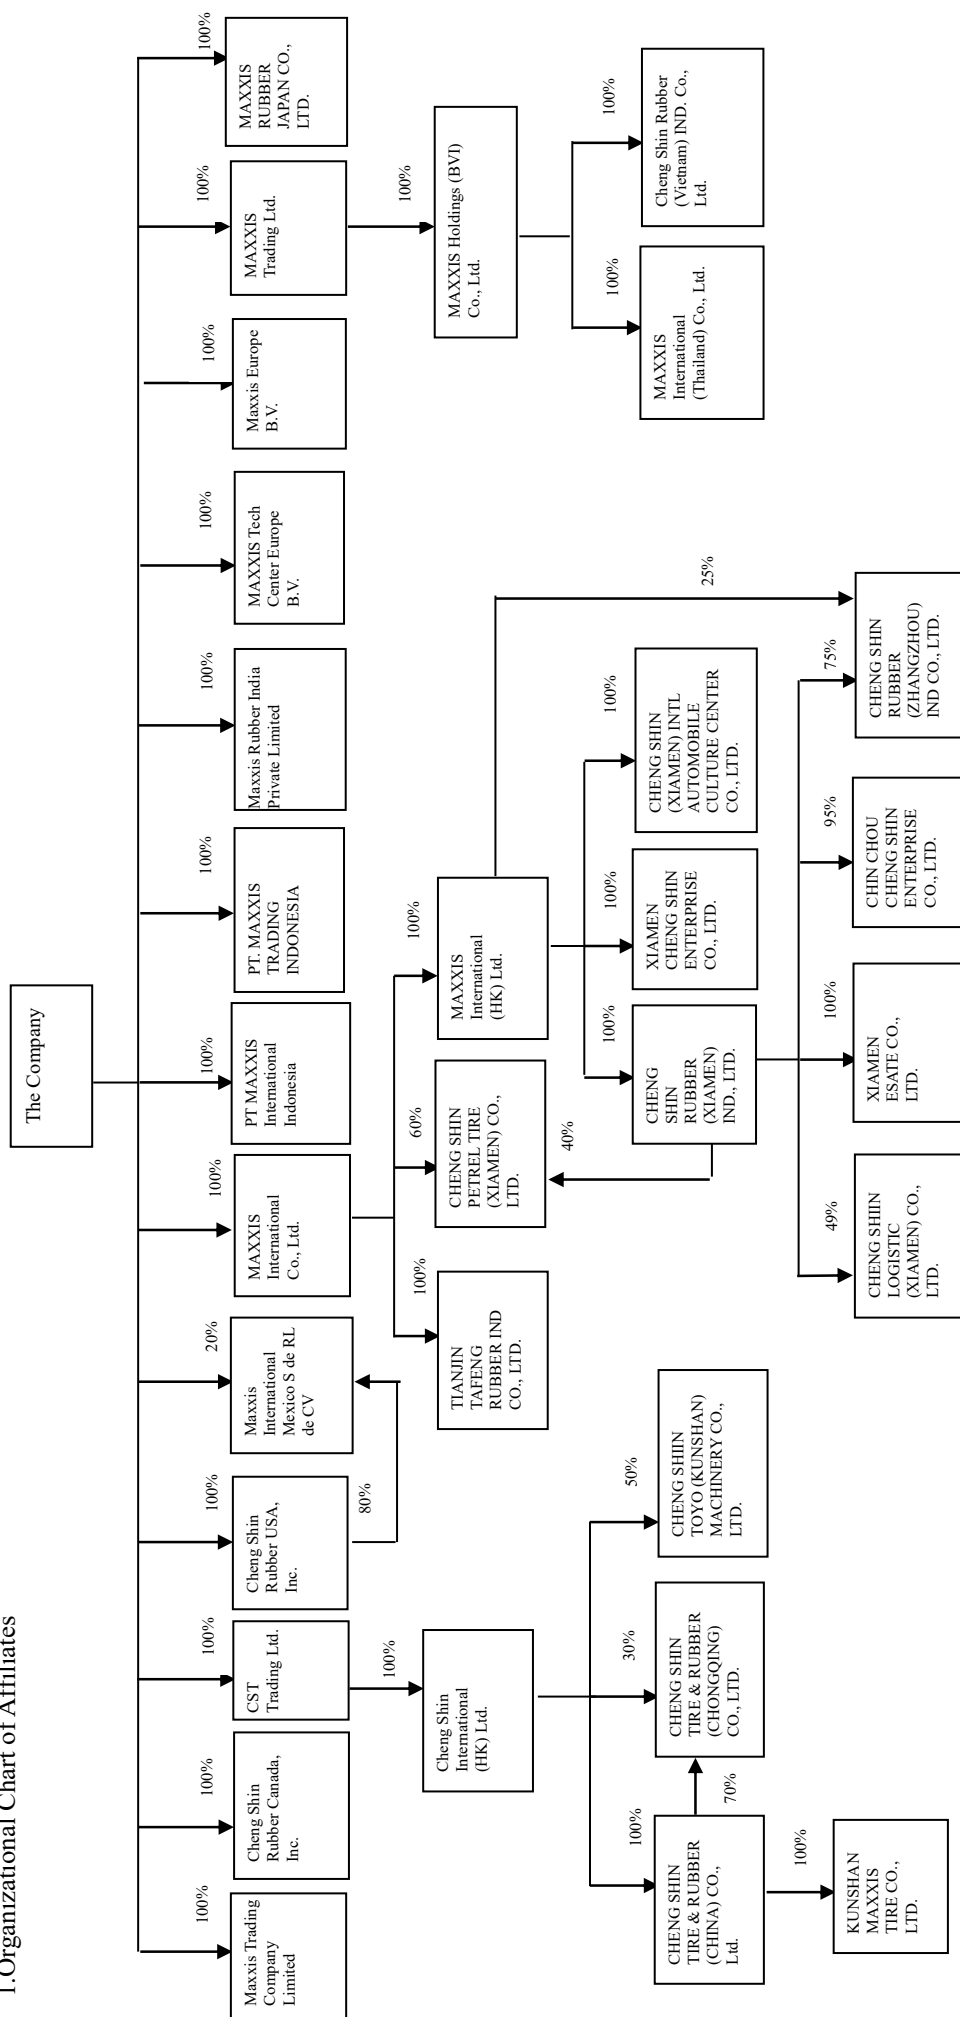 1.Organizational Chart of Affiliates
The Company
100%
Maxxis Trading
Company
Limited
100%
Cheng Shin
Rubber Canada,
Inc.
100%
CST
Trading Ltd.
100%
Cheng Shin
Rubber USA,
Inc.
20%
Maxxis
International
Mexico S de RL
de CV
100%
MAXXIS
International
Co., Ltd.
100%
PT MAXXIS
International
Indonesia
100%
PT. MAXXIS
TRADING
INDONESIA
100%
Maxxis Rubber India
Private Limited
100%
MAXXIS Tech
Center Europe
B.V.
100%
Maxxis Europe
B.V.
100%
MAXXIS
Trading Ltd.
100%
MAXXIS
RUBBER
JAPAN CO.,
LTD.
100%
80%
100%
60%
100%
100%
Cheng Shin
International
(HK) Ltd.
TIANJIN
TAFENG
RUBBER IND
CO., LTD.
CHENG SHIN
PETREL TIRE
(XIAMEN) CO.,
LTD.
MAXXIS
International
(HK) Ltd.
MAXXIS Holdings (BVI)
Co., Ltd.
40%
100%
30%
50%
100%
100%
100%
25%
100%
100%
CHENG SHIN
TIRE & RUBBER
(CHINA) CO.,
Ltd.
70%
CHENG SHIN
TIRE & RUBBER
(CHONGQING)
CO., LTD.
CHENG SHIIN
TOYO (KUNSHAN)
MACHINERY CO.,
LTD.
CHENG
SHIN
RUBBER
(XIAMEN)
IND., LTD.
XIAMEN
CHENG SHIN
ENTERPRISE
CO., LTD.
CHENG SHIN
(XIAMEN) INTL
AUTOMOBILE
CULTURE CENTER
CO., LTD.
MAXXIS
International
(Thailand) Co., Ltd.
Cheng Shin Rubber
(Vietnam) IND. Co.,
Ltd.
100%
49%
100%
95%
75%
KUNSHAN
MAXXIS
TIRE CO.,
LTD.
CHENG SHIIN
LOGISTIC
(XIAMEN) CO.,
LTD.
XIAMEN
ESATE CO.,
LTD.
CHIN CHOU
CHENG SHIN
ENTERPRISE
CO., LTD.
CHENG SHIN
RUBBER
(ZHANGZHOU)
IND CO., LTD.